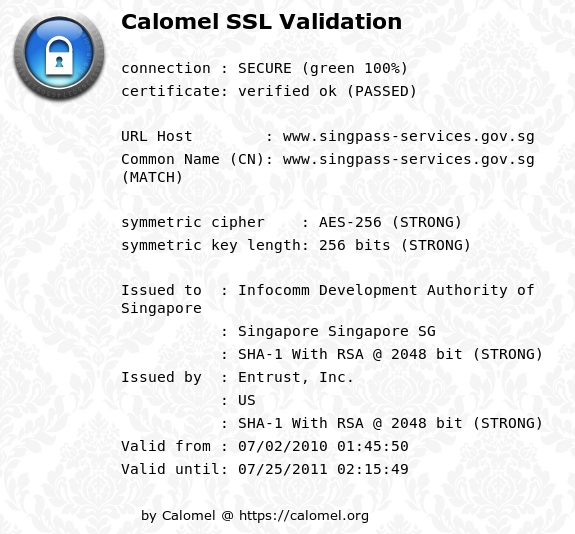 Calomel SSL Validation
connection : SECURE (green 100%)
certificate: verified ok (PASSED)
URL Host        : www.singpass-services.gov.sg
Common Name (CN): www.singpass-services.gov.sg
(MATCH)
symmetric cipher    : AES-256 (STRONG)
symmetric key length: 256 bits (STRONG)
Issued to  : Infocomm Development Authority of
Singapore
           : Singapore Singapore SG
           : SHA-1 With RSA @ 2048 bit (STRONG)
Issued by  : Entrust, Inc.
           : US
           : SHA-1 With RSA @ 2048 bit (STRONG)
Valid from : 07/02/2010 01:45:50
Valid until: 07/25/2011 02:15:49
by Calomel @ https://calomel.org